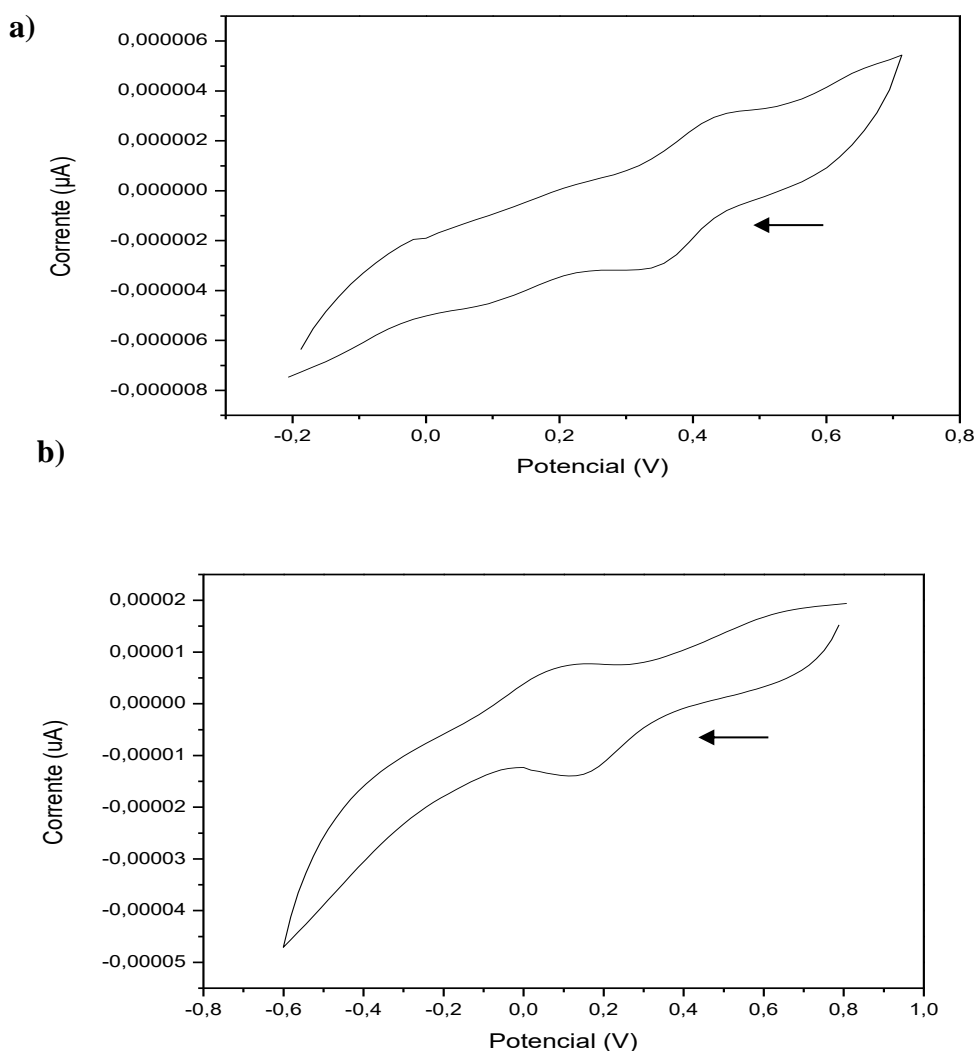 a)
0,000006
0,000004
0,000002
0,000000
-0,000002
-0,000004
-0,000006
-0,000008
Corrente (µA)
-0,2 0,0 0,2 0,4 0,6 0,8
Potencial (V)
b)
0,00002
0,00001
0,00000
-0,00001
-0,00002
-0,00003
-0,00004
-0,00005
Corrente (uA)
-0,8 -0,6 -0,4 -0,2 0,0 0,2 0,4 0,6 0,8 1,0
Potencial (V)